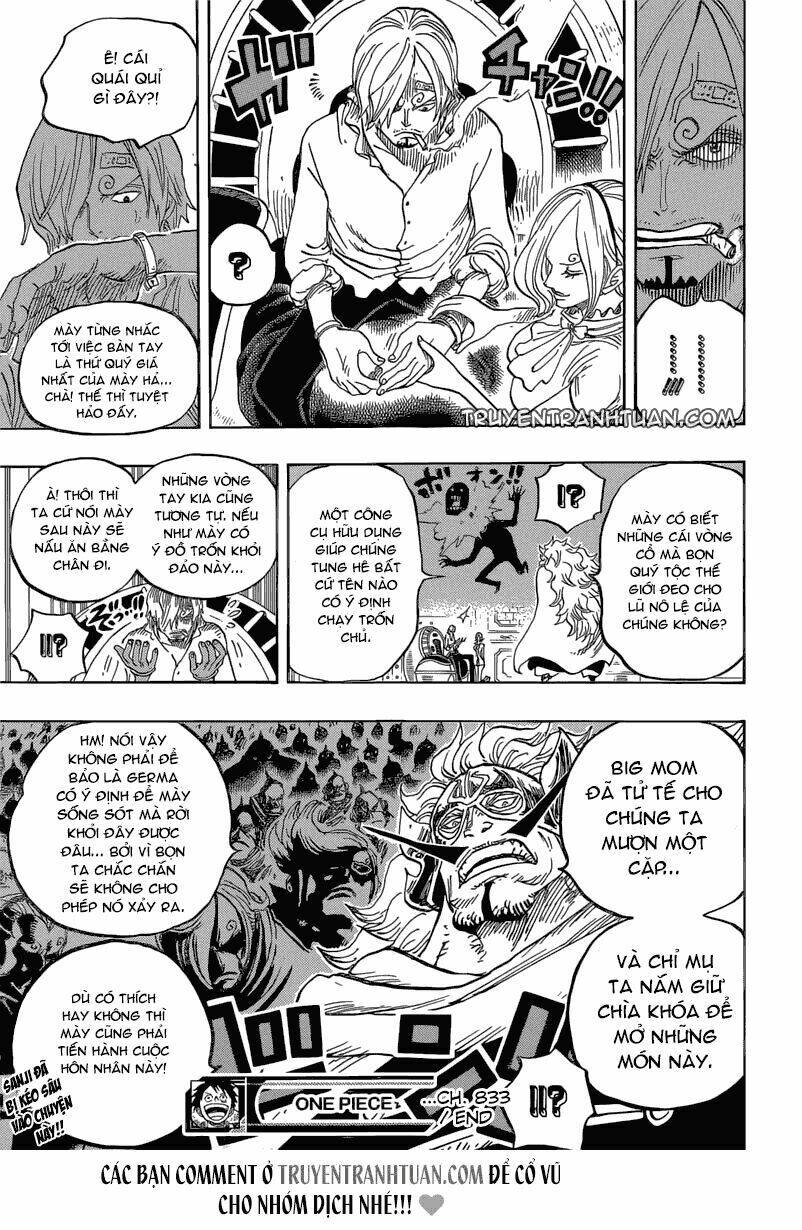 ガボ
チャキン!!
?
!!!
Ê! CÁI
QUÁI QUỈ
GÌ ĐÂY?!
MÀY TỪNG NHẮC
TỚI VIỆC BÀN TAY
LÀ THỨ QUÝ GIÁ
NHẤT CỦA MÀY HẢ...
CHÀ! THẾ THÌ TUYỆT
HẢO ĐẤY.
TRUYENTRANHTUAN.COM
MÀY CÓ BIẾT
NHỮNG CÁI VÒNG
CỔ MÀ BỌN
QUÝ TỘC THẾ
GIỚI ĐEO CHO
LŨ NÔ LỆ CỦA
CHÚNG KHÔNG?
!?
MỘT CÔNG
CỤ HỮU DỤNG
GIÚP CHÚNG
TUNG HÊ BẤT
CỨ TÊN NÀO
CÓ Ý ĐỊNH
CHẠY TRỐN
CHỦ.
NHỮNG VÒNG
TAY KIA CŨNG
TƯƠNG TỰ. NẾU
NHƯ MÀY CÓ
Ý ĐỒ TRỐN KHỎI
ĐẢO NÀY...
À! THÔI THÌ
TA CỨ NÓI MÀY
SAU NÀY SẼ
NẤU ĂN BẰNG
CHÂN ĐI.
!!?
BIG MOM
ĐÃ TỬ TẾ CHO
CHÚNG TA
MƯỢN MỘT
CẶP...
VÀ CHỈ MỤ
TA NẮM GIỮ
CHÌA KHÓA ĐỂ
MỞ NHỮNG
MÓN NÀY.
!!?
HM! NÓI VẬY
KHÔNG PHẢI ĐỂ
BẢO LÀ GERMA
CÓ Ý ĐỊNH ĐỂ MÀY
SỐNG SÓT MÀ RỜI
KHỎI ĐÂY ĐƯỢC
ĐÂU... BỞI VÌ BỌN
TA CHẮC CHẮN
SẼ KHÔNG CHO
PHÉP NÓ XẢY RA.
DÙ CÓ THÍCH
HAY KHÔNG THÌ
MÀY CŨNG PHẢI
TIẾN HÀNH CUỘC
HÔN NHÂN NÀY!
SANJI ĐÃ
BỊ KÉO SÂU
VÀO CHUYỆN
NÀY!!
ONE PIECE
...CH. 833
/ END
CÁC BẠN COMMENT Ở TRUYENTRANHTUAN.COM ĐỂ CỔ VŨ
CHO NHÓM DỊCH NHÉ!!!